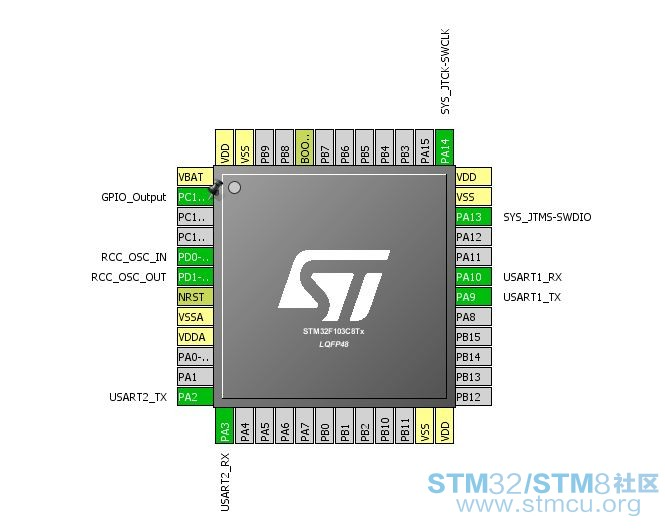 SYS_JTCK-SWCLK
VDD
VSS
PB9
PB8
BOO..
PB7
PB6
PB5
PB4
PB3
PA15
PA14
VBAT
GPIO_Output
PC1..
PC1..
PC1..
RCC_OSC_IN
PD0-..
RCC_OSC_OUT
PD1-..
NRST
VSSA
VDDA
PA0-..
PA1
USART2_TX
PA2
VDD
VSS
PA13
SYS_JTMS-SWDIO
PA12
PA11
PA10
USART1_RX
PA9
USART1_TX
PA8
PB15
PB14
PB13
PB12
ST
STM32F103C8Tx
LQFP48
PA3
PA4
PA5
PA6
PA7
PB0
PB1
PB2
PB10
PB11
VSS
VDD
USART2_RX
STM32/STM8社区
www.stmcu.org